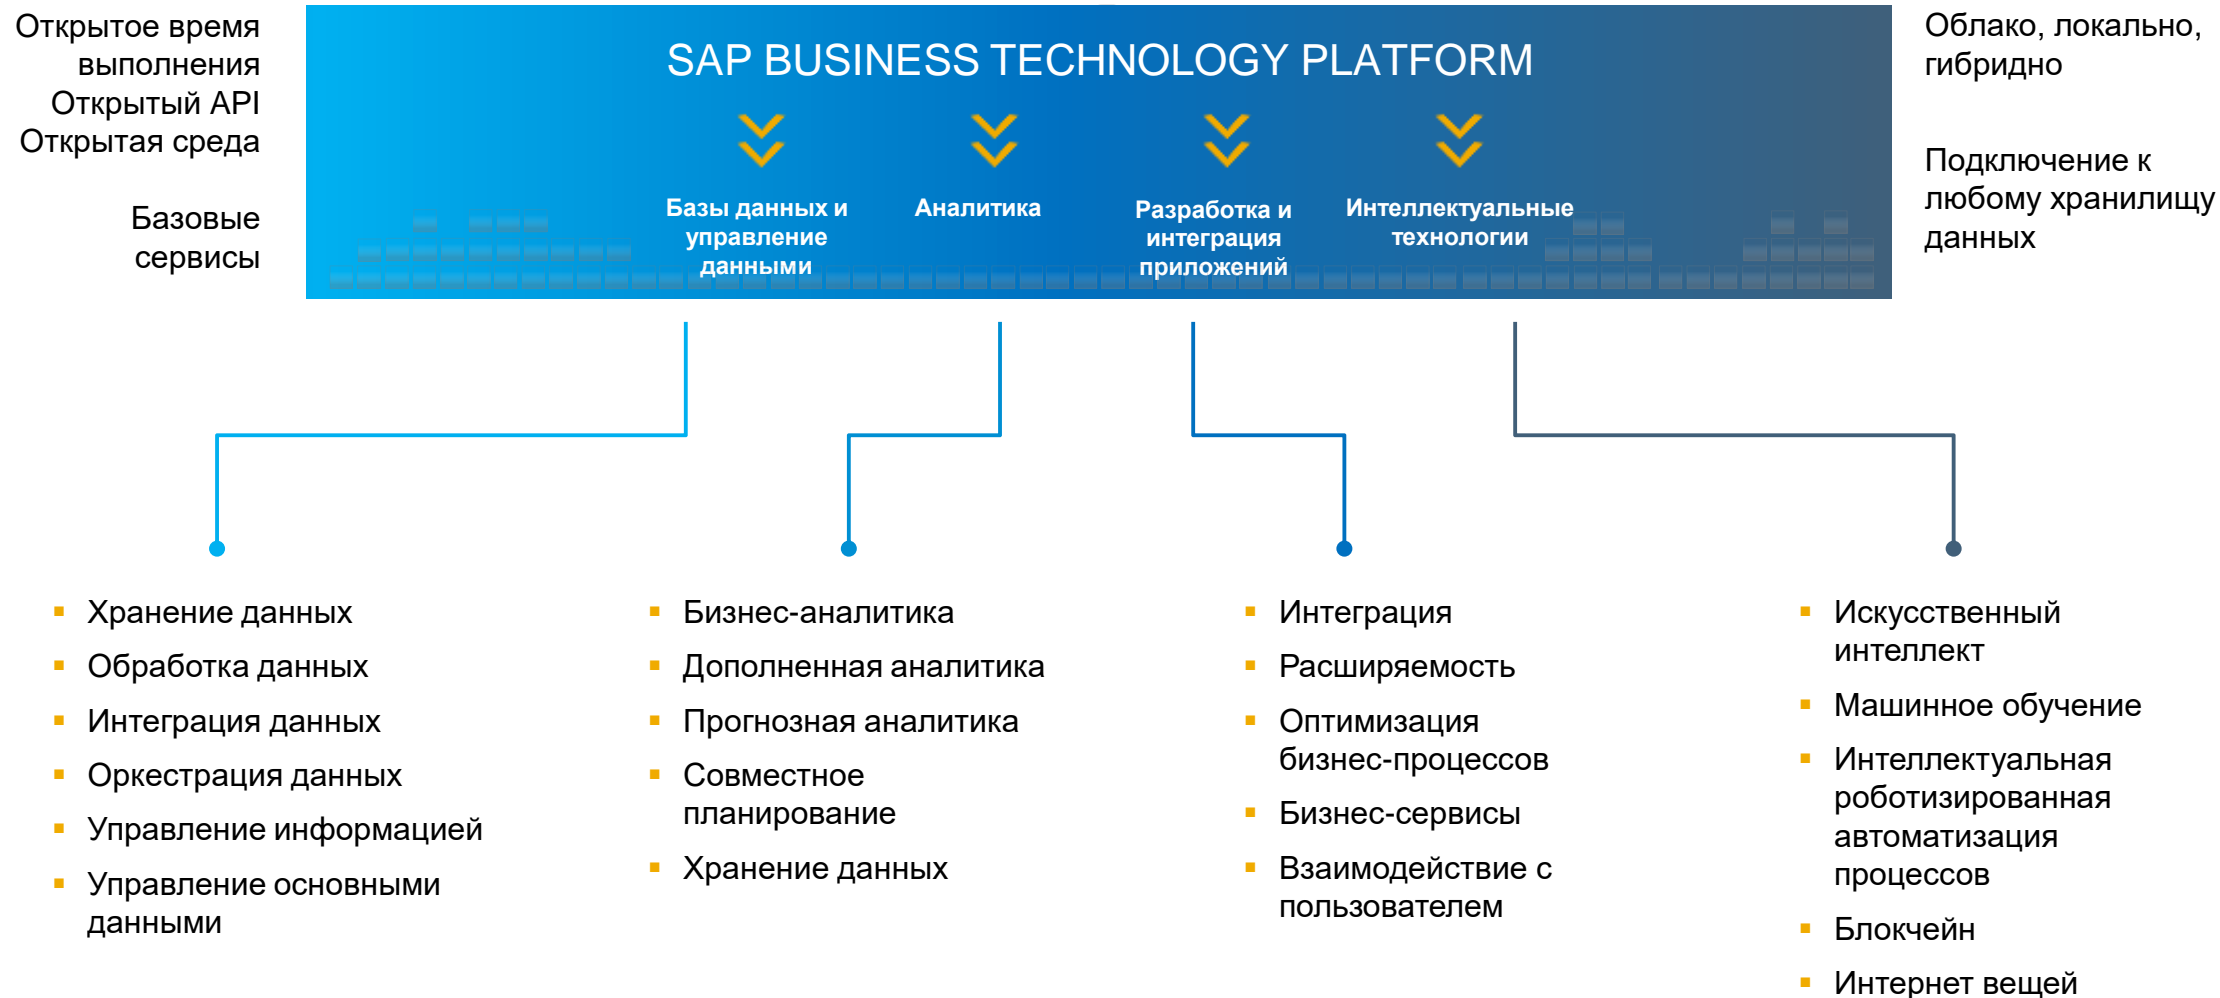 Открытое время
выполнения
Открытый API
Открытая среда
Базовые
сервисы
SAP BUSINESS TECHNOLOGY PLATFORM
Базы данных и
управление
данными
Аналитика
Разработка и
интеграция
приложений
Интеллектуальные
технологии
Облако, локально,
гибридно
Подключение к
любому хранилищу
данных
Хранение данных
Обработка данных
Интеграция данных
Оркестрация данных
Управление информацией
Управление основными
данными
Бизнес-аналитика
Дополненная аналитика
Прогнозная аналитика
Совместное
планирование
Хранение данных
Интеграция
Расширяемость
Оптимизация
бизнес-процессов
Бизнес-сервисы
Взаимодействие с
пользователем
Искусственный
интеллект
Машинное обучение
Интеллектуальная
роботизированная
автоматизация
процессов
Блокчейн
Интернет вещей